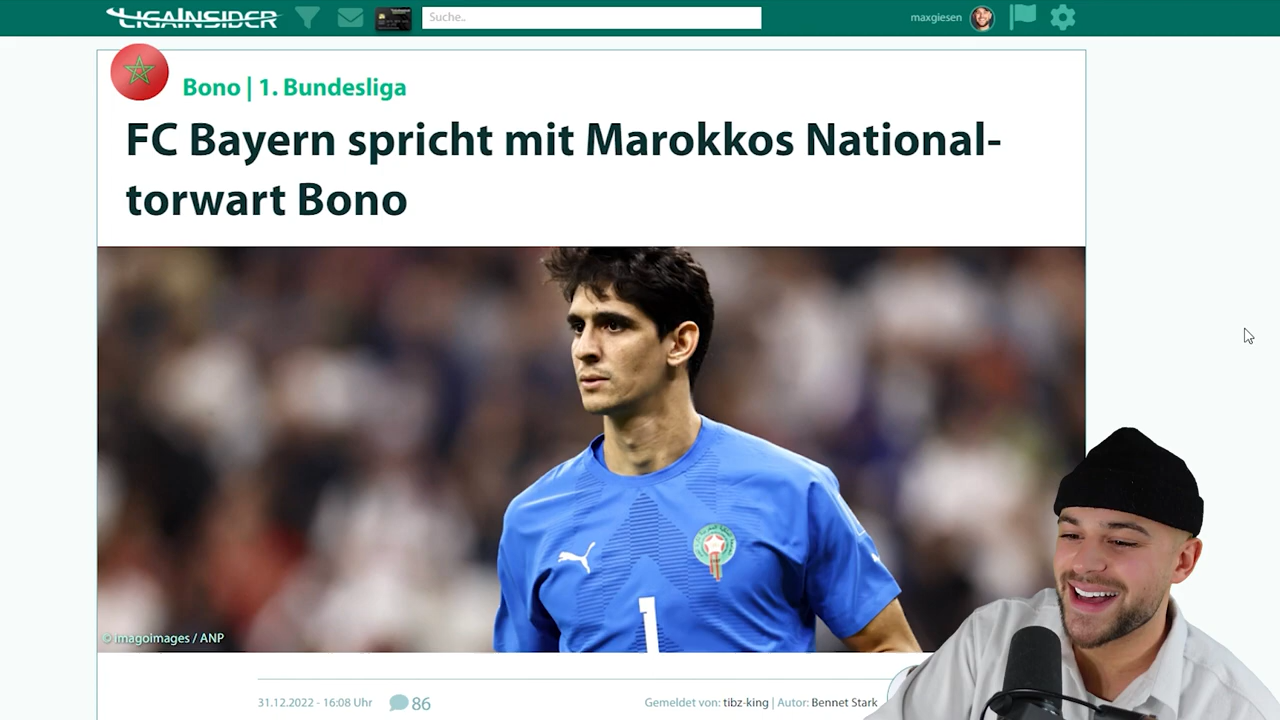 LIGAINSIDER
Suche..
maxgiesen
Bono | 1. Bundesliga
FC Bayern spricht mit Marokkos National-
torwart Bono
1
© imagoimages / ANP
31.12.2022 - 16:08 Uhr
86
Gemeldet von: tibz-king | Autor: Bennet Stark